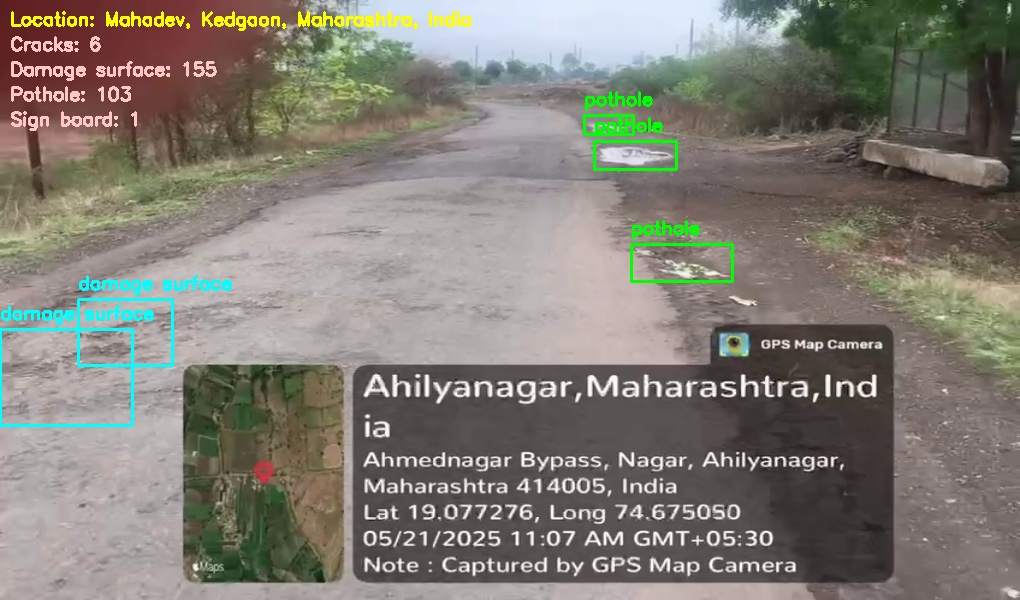 Location: Mahadev, Kedgaon, Maharashtra, India
Cracks: 6
Damage surface: 155
Pothole: 103
Sign board: 1
pothole
pothole
pothole
damage surface
damage surface
GPS Map Camera
Ahilyanagar,Maharashtra,Ind
ia
Ahmednagar Bypass, Nagar, Ahilyanagar,
Maharashtra 414005, India
Lat 19.077276, Long 74.675050
05/21/2025 11:07 AM GMT+05:30
Note : Captured by GPS Map Camera
Maps